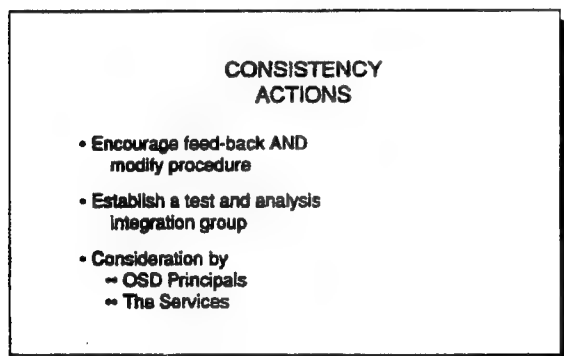 CONSISTENCY
ACTIONS
• Encourage feed-back AND
modify procedure
• Establish a test and analysis
integration group
• Consideration by
•• OSD Principals
•• The Services